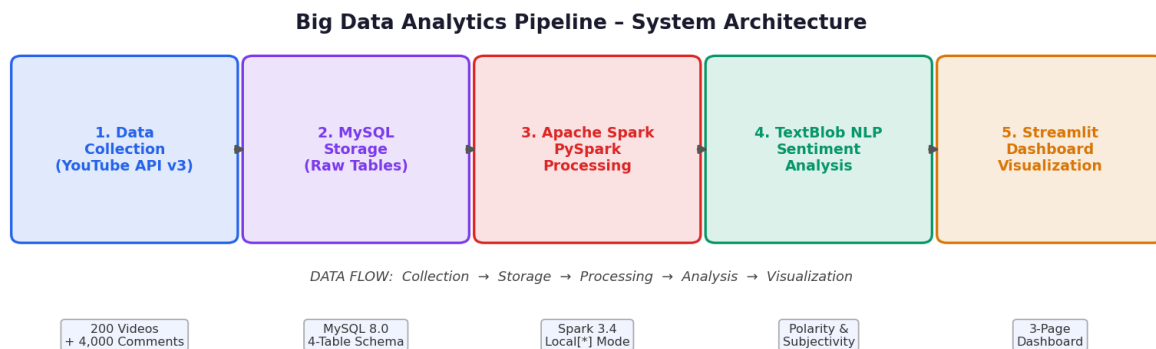 Big Data Analytics Pipeline – System Architecture
1. Data
Collection
(YouTube API v3)
2. MySQL
Storage
(Raw Tables)
3. Apache Spark
PySpark
Processing
4. TextBlob NLP
Sentiment
Analysis
5. Streamlit
Dashboard
Visualization
DATA FLOW: Collection → Storage → Processing → Analysis → Visualization
200 Videos
+ 4,000 Comments
MySQL 8.0
4-Table Schema
Spark 3.4
Local[*] Mode
Polarity &
Subjectivity
3-Page
Dashboard